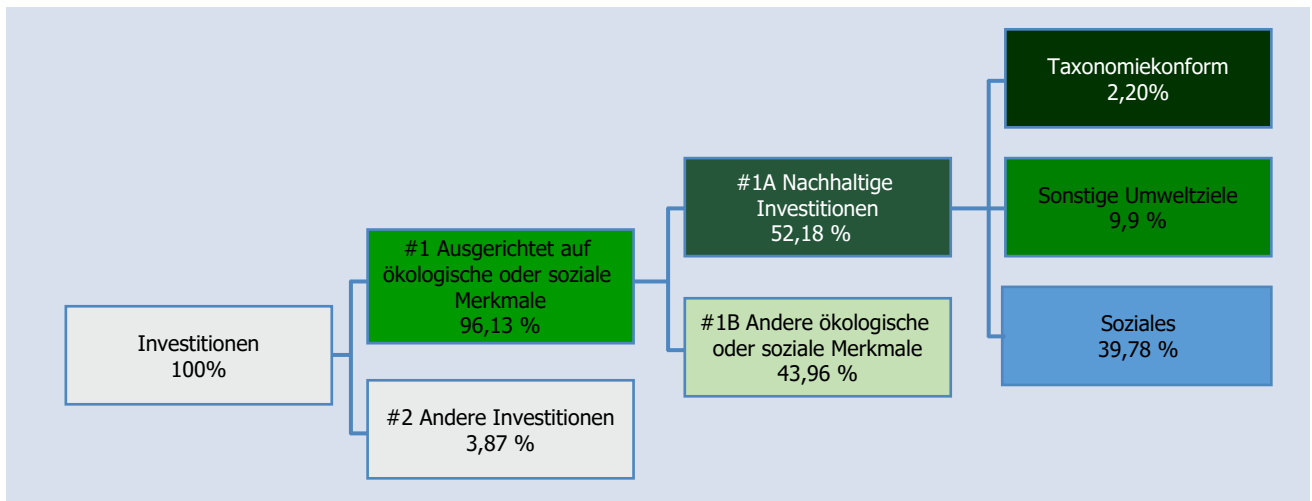 Investitionen
100%
#1 Ausgerichtet auf
ökologische oder soziale
Merkmale
96,13 %
#2 Andere Investitionen
3,87 %
#1A Nachhaltige
Investitionen
52,18 %
#1B Andere ökologische
oder soziale Merkmale
43,96 %
Taxonomiekonform
2,20%
Sonstige Umweltziele
9,9 %
Soziales
39,78 %